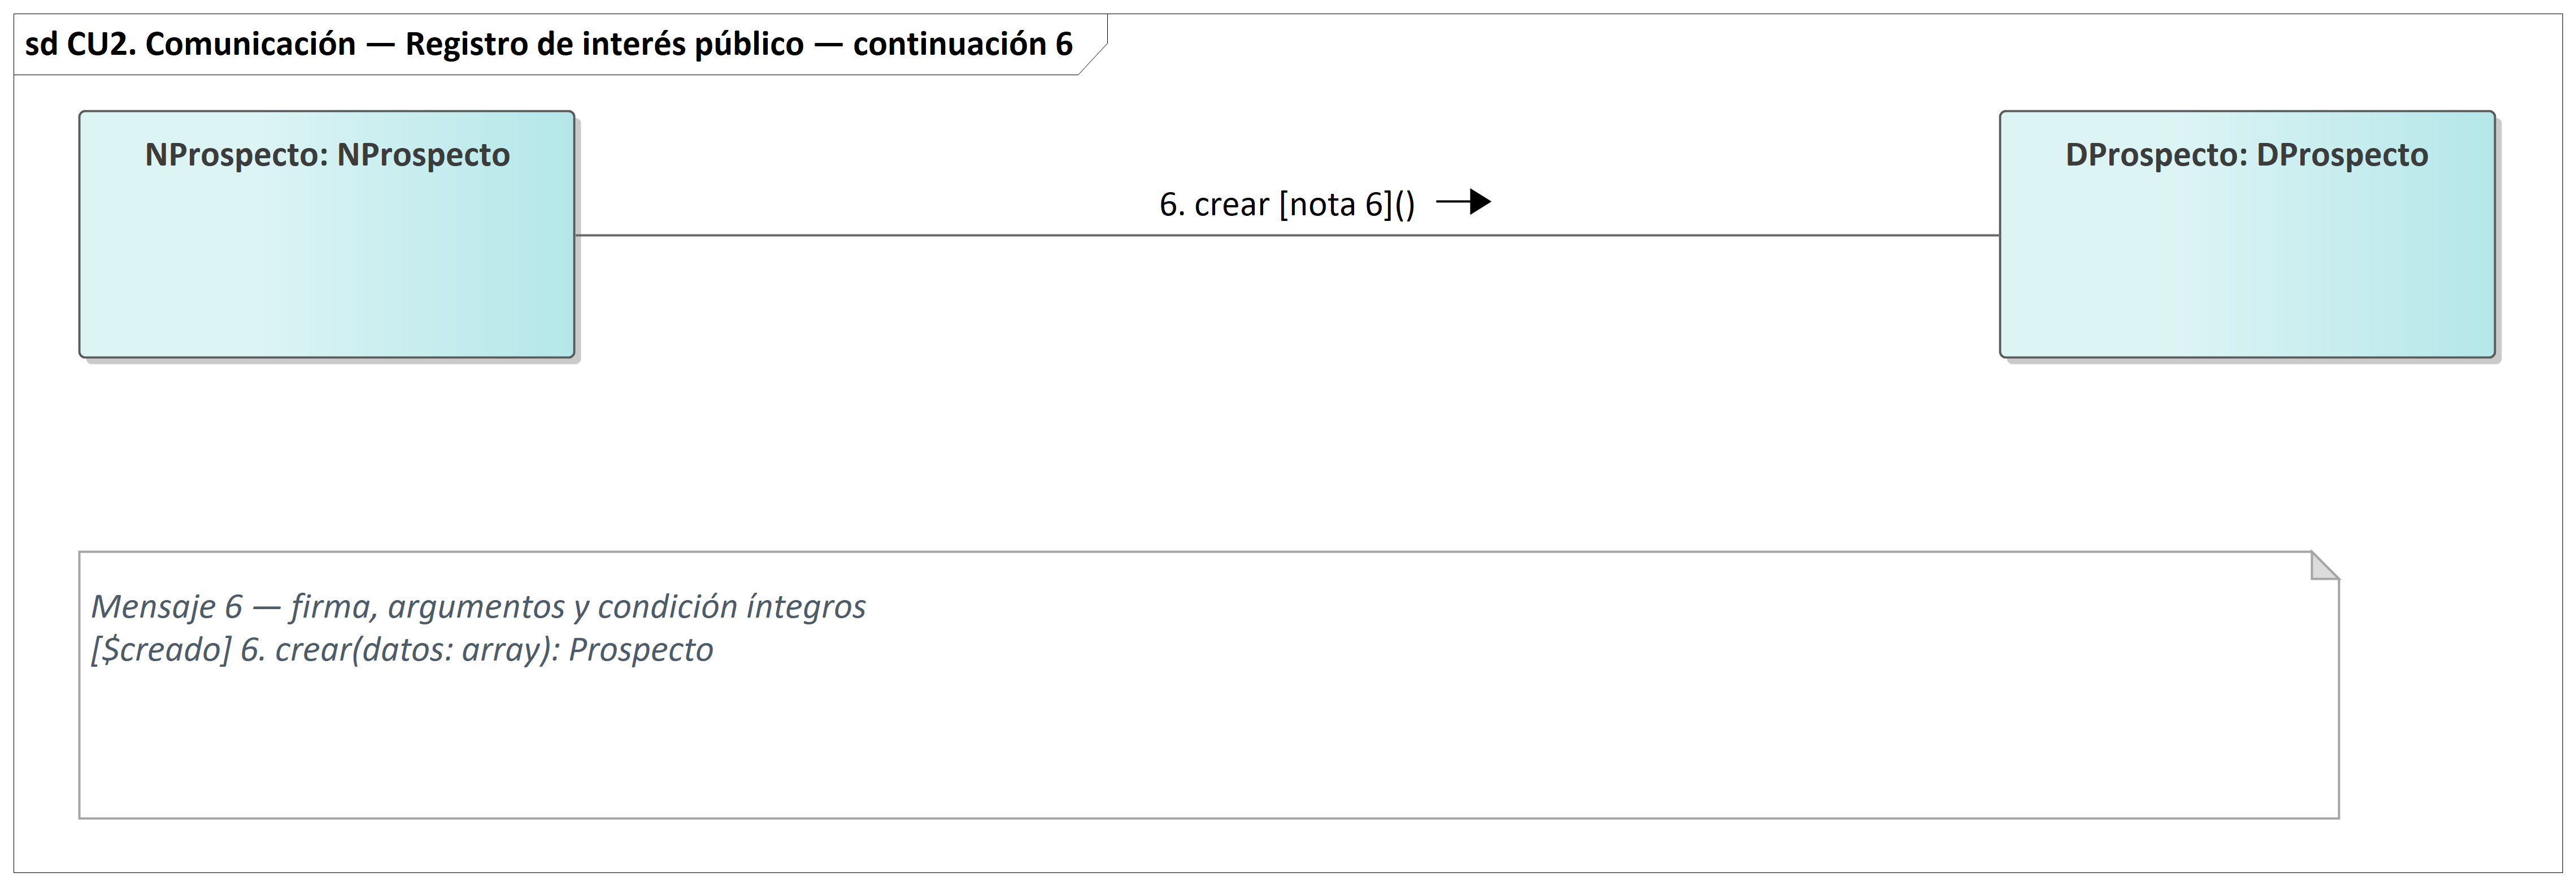 sd CU2. Comunicación — Registro de interés público — continuación 6
NProspecto: NProspecto
DProspecto: DProspecto
6. crear [nota 6]()
Mensaje 6 — firma, argumentos y condición íntegros
[$creado] 6. crear(datos: array): Prospecto